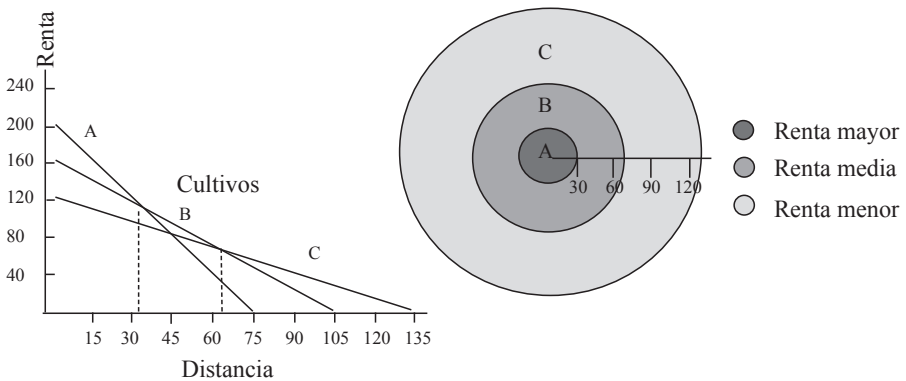 Renta
240
200
160
120
80
40
A
B
C
Cultivos
15 30 45 60 75 90 105 120 135
Distancia
C
B
A
30 60 90 120
Renta mayor
Renta media
Renta menor